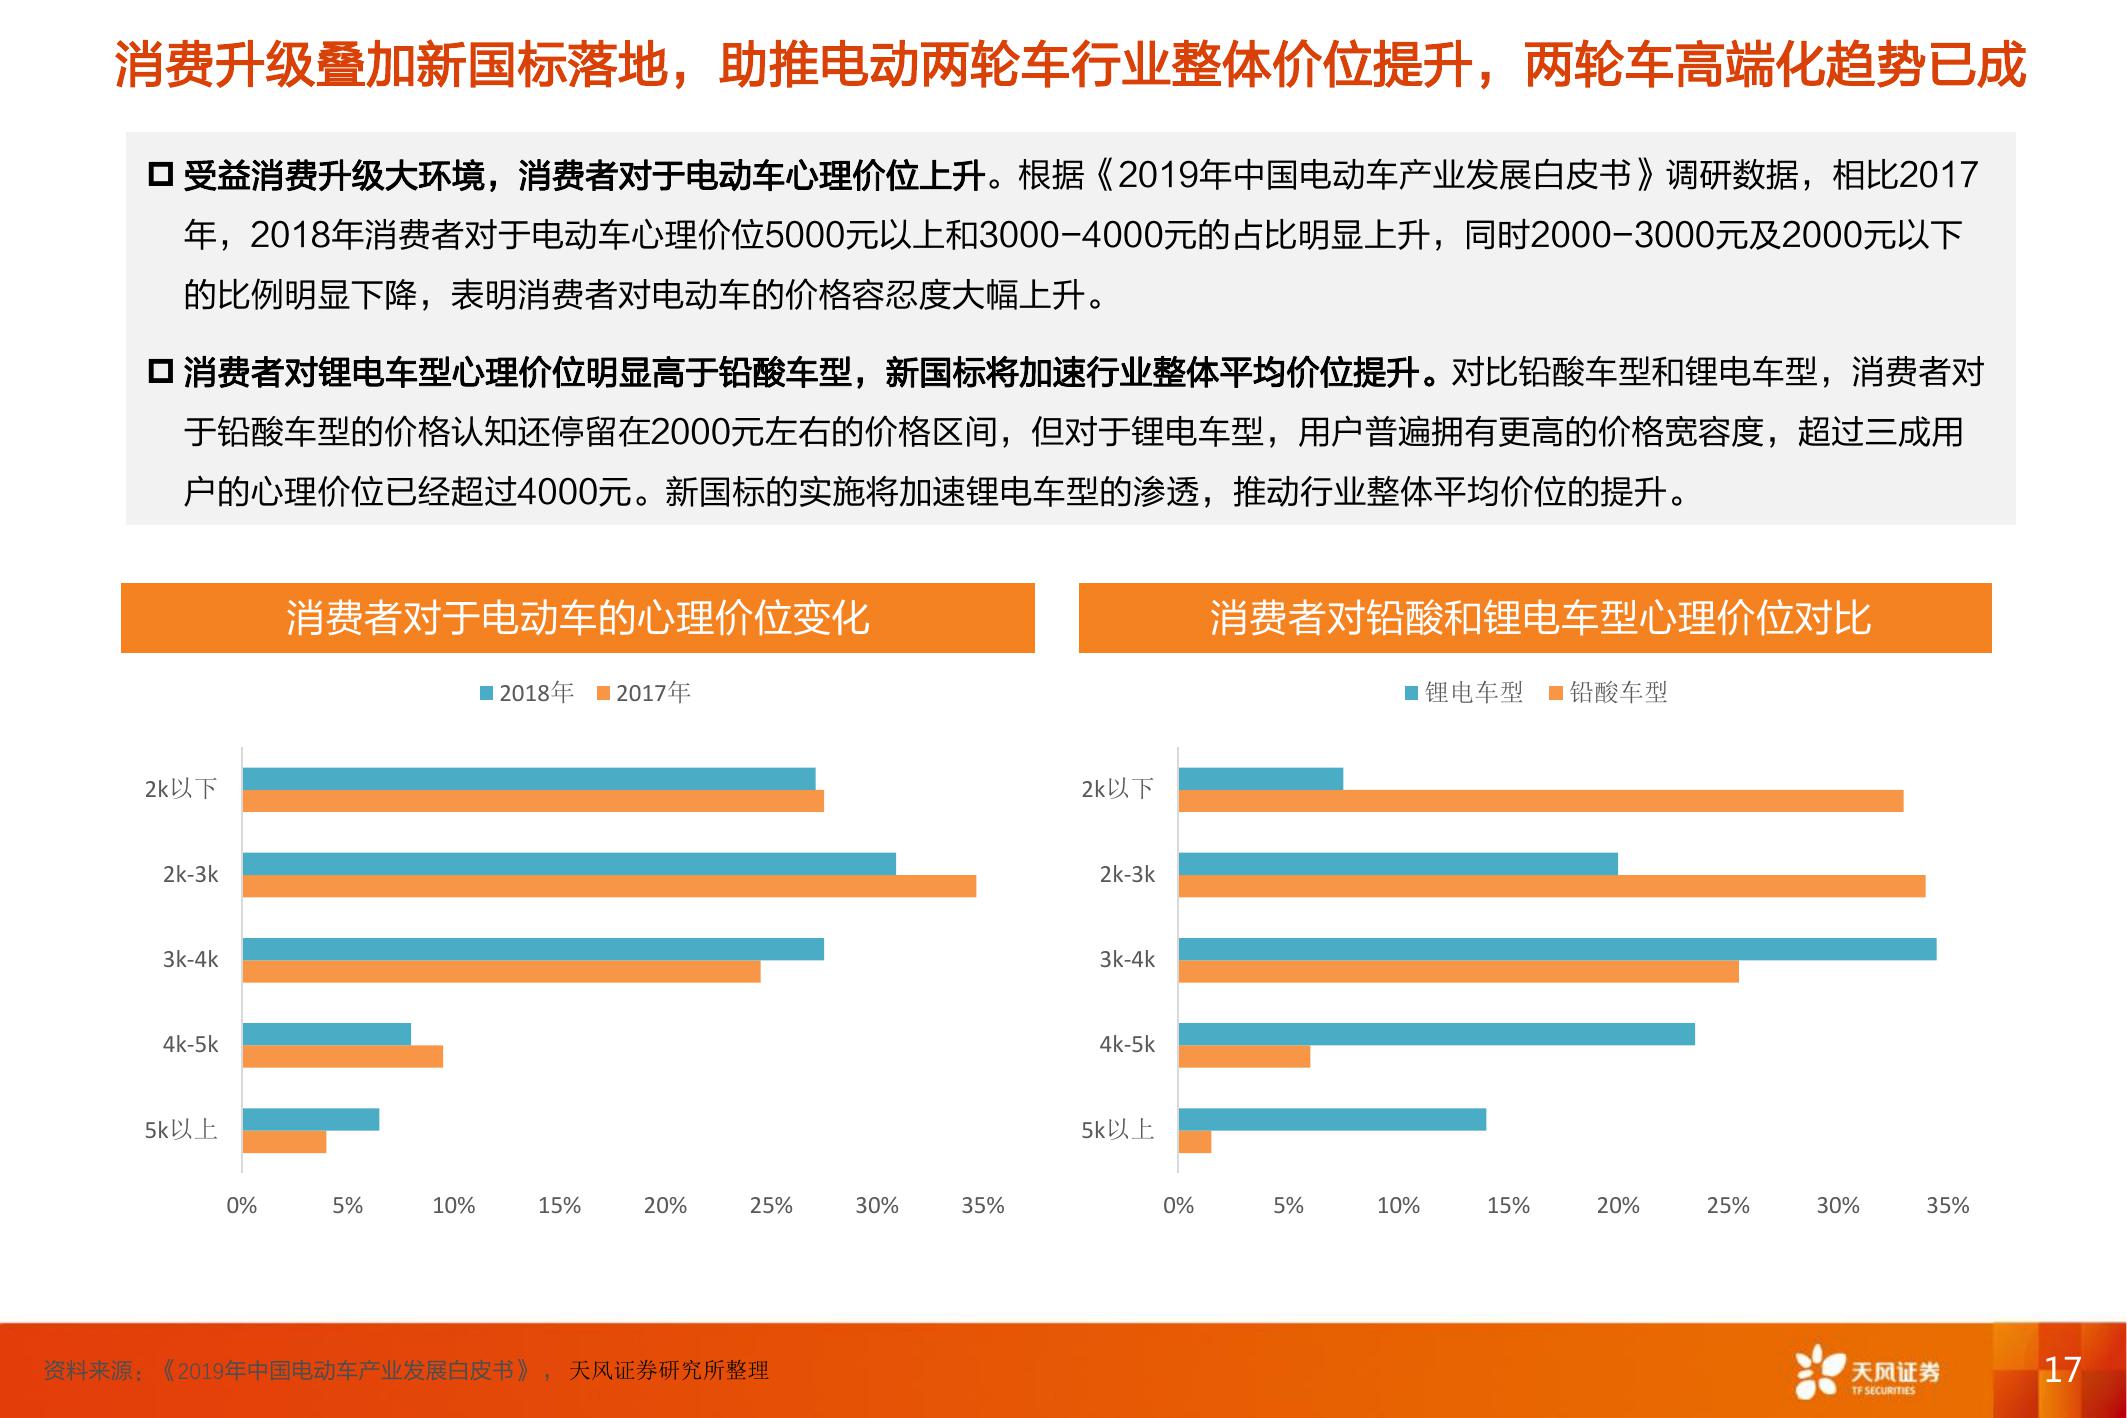 消费升级叠加新国标落地，助推电动两轮车行业整体价位提升，两轮车高端化趋势已成
受益消费升级大环境，消费者对于电动车心理价位上升。根据《2019年中国电动车产业发展白皮书》调研数据，相比2017
年，2018年消费者对于电动车心理价位5000元以上和3000-4000元的占比明显上升，同时2000-3000元及2000元以下
的比例明显下降，表明消费者对电动车的价格容忍度大幅上升。
消费者对锂电车型心理价位明显高于铅酸车型，新国标将加速行业整体平均价位提升。对比铅酸车型和锂电车型，消费者对
于铅酸车型的价格认知还停留在2000元左右的价格区间，但对于锂电车型，用户普遍拥有更高的价格宽容度，超过三成用
户的心理价位已经超过4000元。新国标的实施将加速锂电车型的渗透，推动行业整体平均价位的提升。
消费者对于电动车的心理价位变化
2018年 2017年
2k以下
2k-3k
3k-4k
4k-5k
5k以上
0% 5% 10% 15% 20% 25% 30% 35%
消费者对铅酸和锂电车型心理价位对比
锂电车型 铅酸车型
2k以下
2k-3k
3k-4k
4k-5k
5k以上
0% 5% 10% 15% 20% 25% 30% 35%
资料来源：《2019年中国电动车产业发展白皮书》，天风证券研究所整理
天风证券
TF SECURITIES
17